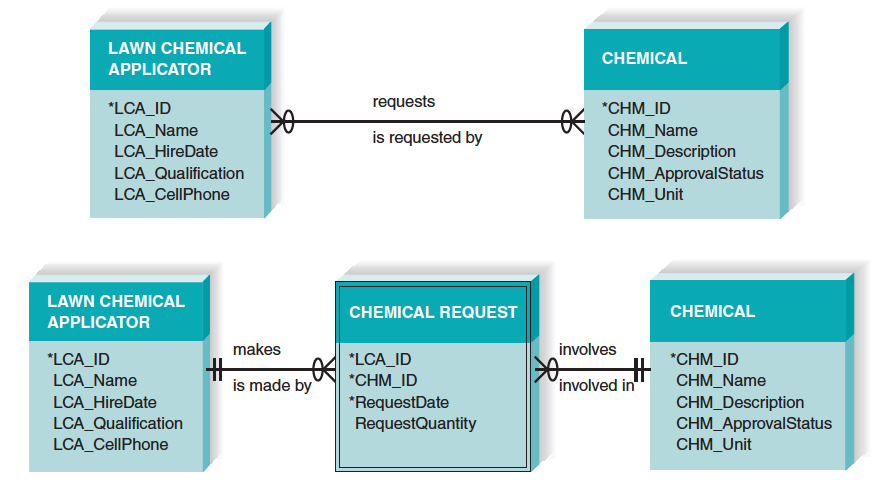 LAWN CHEMICAL
APPLICATOR
*LCA_ID
LCA_Name
LCA_HireDate
LCA_Qualification
LCA_CellPhone
requests
is requested by
CHEMICAL
*CHM_ID
CHM_Name
CHM_Description
CHM_ApprovalStatus
CHM_Unit
LAWN CHEMICAL
APPLICATOR
*LCA_ID
LCA_Name
LCA_HireDate
LCA_Qualification
LCA_CellPhone
makes
is made by
CHEMICAL REQUEST
*LCA_ID
*CHM_ID
*RequestDate
RequestQuantity
involves
involved in
CHEMICAL
*CHM_ID
CHM_Name
CHM_Description
CHM_ApprovalStatus
CHM_Unit